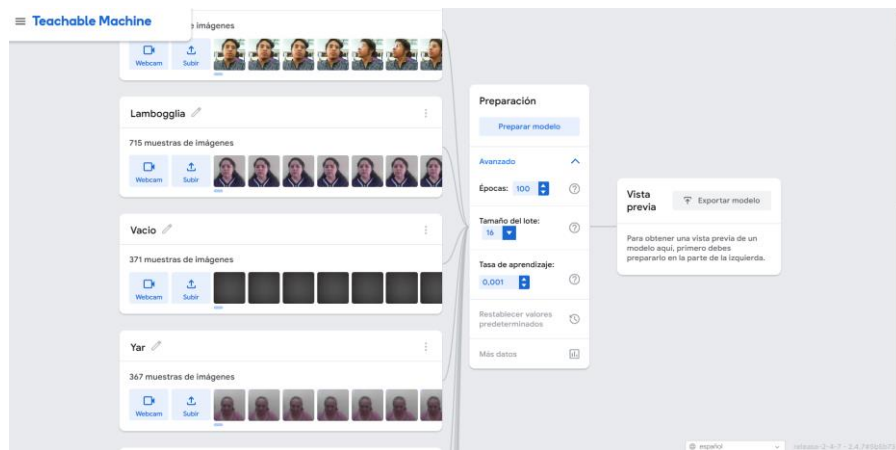 Teachable Machine
imágenes
Webcam Subir
Lambogglia
715 muestras de imágenes
Webcam Subir
Vacio
371 muestras de imágenes
Webcam Subir
Yar
367 muestras de imágenes
Webcam Subir
Preparación
Preparar modelo
Avanzado
Épocas: 100
Tamaño del lote:
16
Tasa de aprendizaje:
0,001
Restablecer valores
predeterminados
Más datos
Vista
previa
Exportar modelo
Para obtener una vista previa de un
modelo aquí, primero debes
prepararlo en la parte de la izquierda.
español